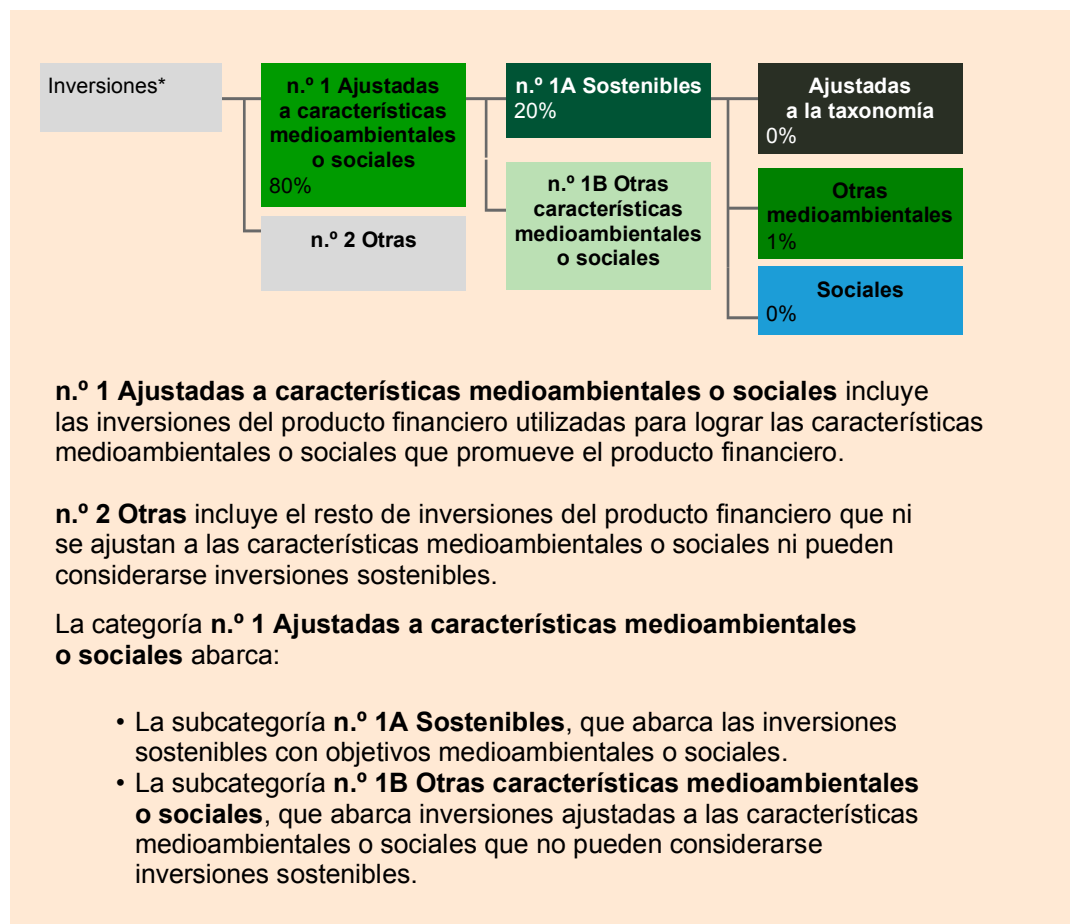 Inversiones*
n.º 1 Ajustadas
a características
medioambientales
o sociales
80%
n.º 2 Otras
n.º 1A Sostenibles
20%
n.º 1B Otras
características
medioambientales
o sociales
Ajustadas
a la taxonomía
0%
Otras
medioambientales
1%
Sociales
0%
n.º 1 Ajustadas a características medioambientales o sociales incluye
las inversiones del producto financiero utilizadas para lograr las características
medioambientales o sociales que promueve el producto financiero.
n.º 2 Otras incluye el resto de inversiones del producto financiero que ni
se ajustan a las características medioambientales o sociales ni pueden
considerarse inversiones sostenibles.
La categoría n.º 1 Ajustadas a características medioambientales
o sociales abarca:
• La subcategoría n.º 1A Sostenibles, que abarca las inversiones
sostenibles con objetivos medioambientales o sociales.
• La subcategoría n.º 1B Otras características medioambientales
o sociales, que abarca inversiones ajustadas a las características
medioambientales o sociales que no pueden considerarse
inversiones sostenibles.